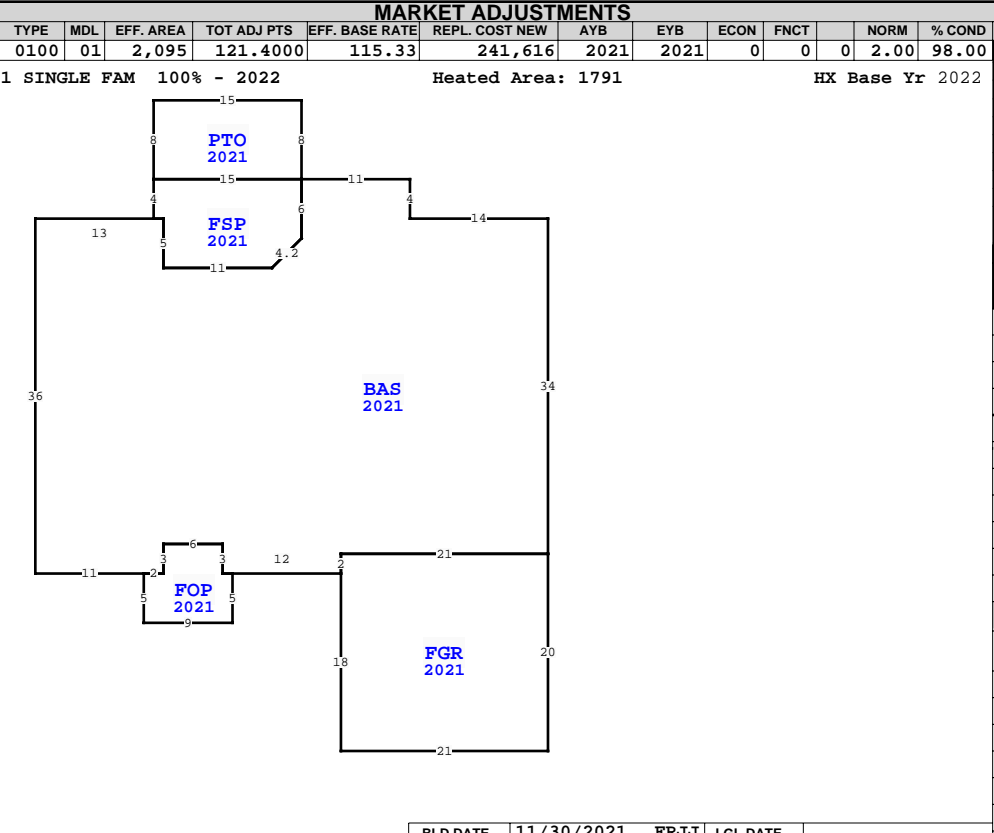 MARKET ADJUSTMENTS
TYPE MDL EFF. AREA TOT ADJ PTS EFF. BASE RATE REPL. COST NEW AYB EYB ECON FNCT NORM % COND
0100 01 2,095 121.4000 115.33 241,616 2021 2021 0 0 0 2.00 98.00
1 SINGLE FAM 100% - 2022 Heated Area: 1791 HX Base Yr 2022
15
8 PTO 8
2021
15 11
4 4
6
FSP
2021
14
13
5
4.2
11
36
BAS
2021
34
6
3 3
12
2
21
11
2
FOP
2021
5 5
9
18
FGR
2021
20
21
BLD DATE 11/30/2021 LGL DATE